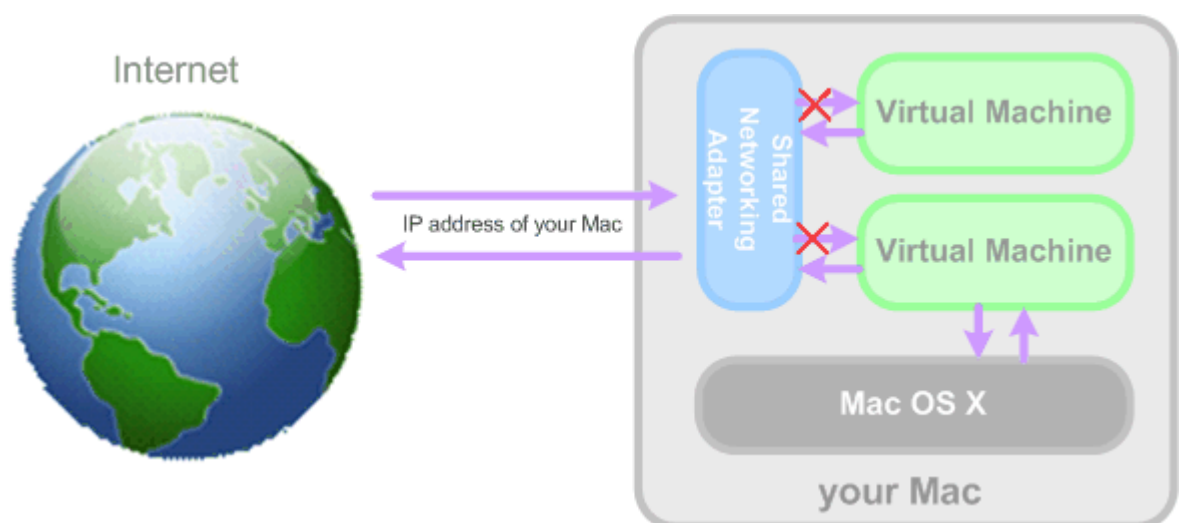 Internet
IP address of your Mac
Shared
Networking
Adapter
Virtual Machine
Virtual Machine
Mac OS X
your Mac